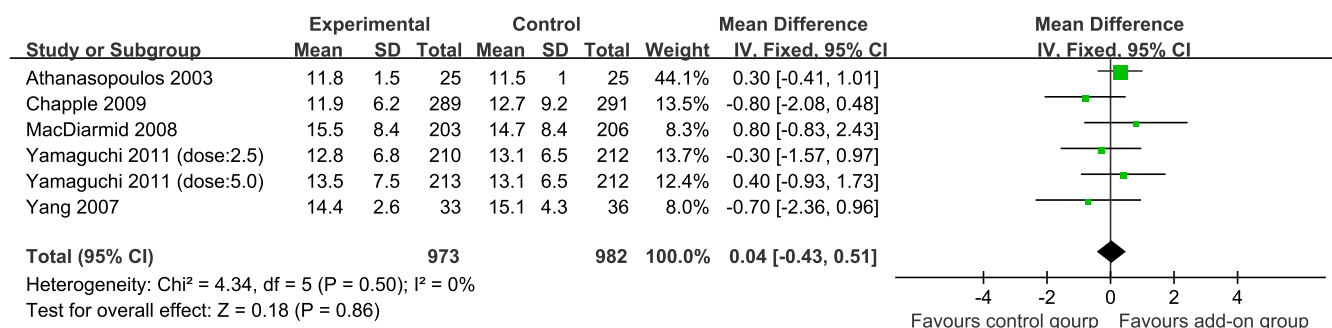 Experimental Control Mean Difference Mean Difference
Study or Subgroup Mean SD Total Mean SD Total Weight IV, Fixed, 95% CI IV, Fixed, 95% CI
Athanasopoulos 2003 11.8 1.5 25 11.5 1 25 44.1% 0.30 [-0.41, 1.01]
Chapple 2009 11.9 6.2 289 12.7 9.2 291 13.5% -0.80 [-2.08, 0.48]
MacDiarmid 2008 15.5 8.4 203 14.7 8.4 206 8.3% 0.80 [-0.83, 2.43]
Yamaguchi 2011 (dose:2.5) 12.8 6.8 210 13.1 6.5 212 13.7% -0.30 [-1.57, 0.97]
Yamaguchi 2011 (dose:5.0) 13.5 7.5 213 13.1 6.5 212 12.4% 0.40 [-0.93, 1.73]
Yang 2007 14.4 2.6 33 15.1 4.3 36 8.0% -0.70 [-2.36, 0.96]
Total (95% CI) 973 982 100.0% 0.04 [-0.43, 0.51]
Heterogeneity: Chi² = 4.34, df = 5 (P = 0.50); I² = 0%
Test for overall effect: Z = 0.18 (P = 0.86)
-4 -2 0 2 4
Favours control gourp Favours add-on group